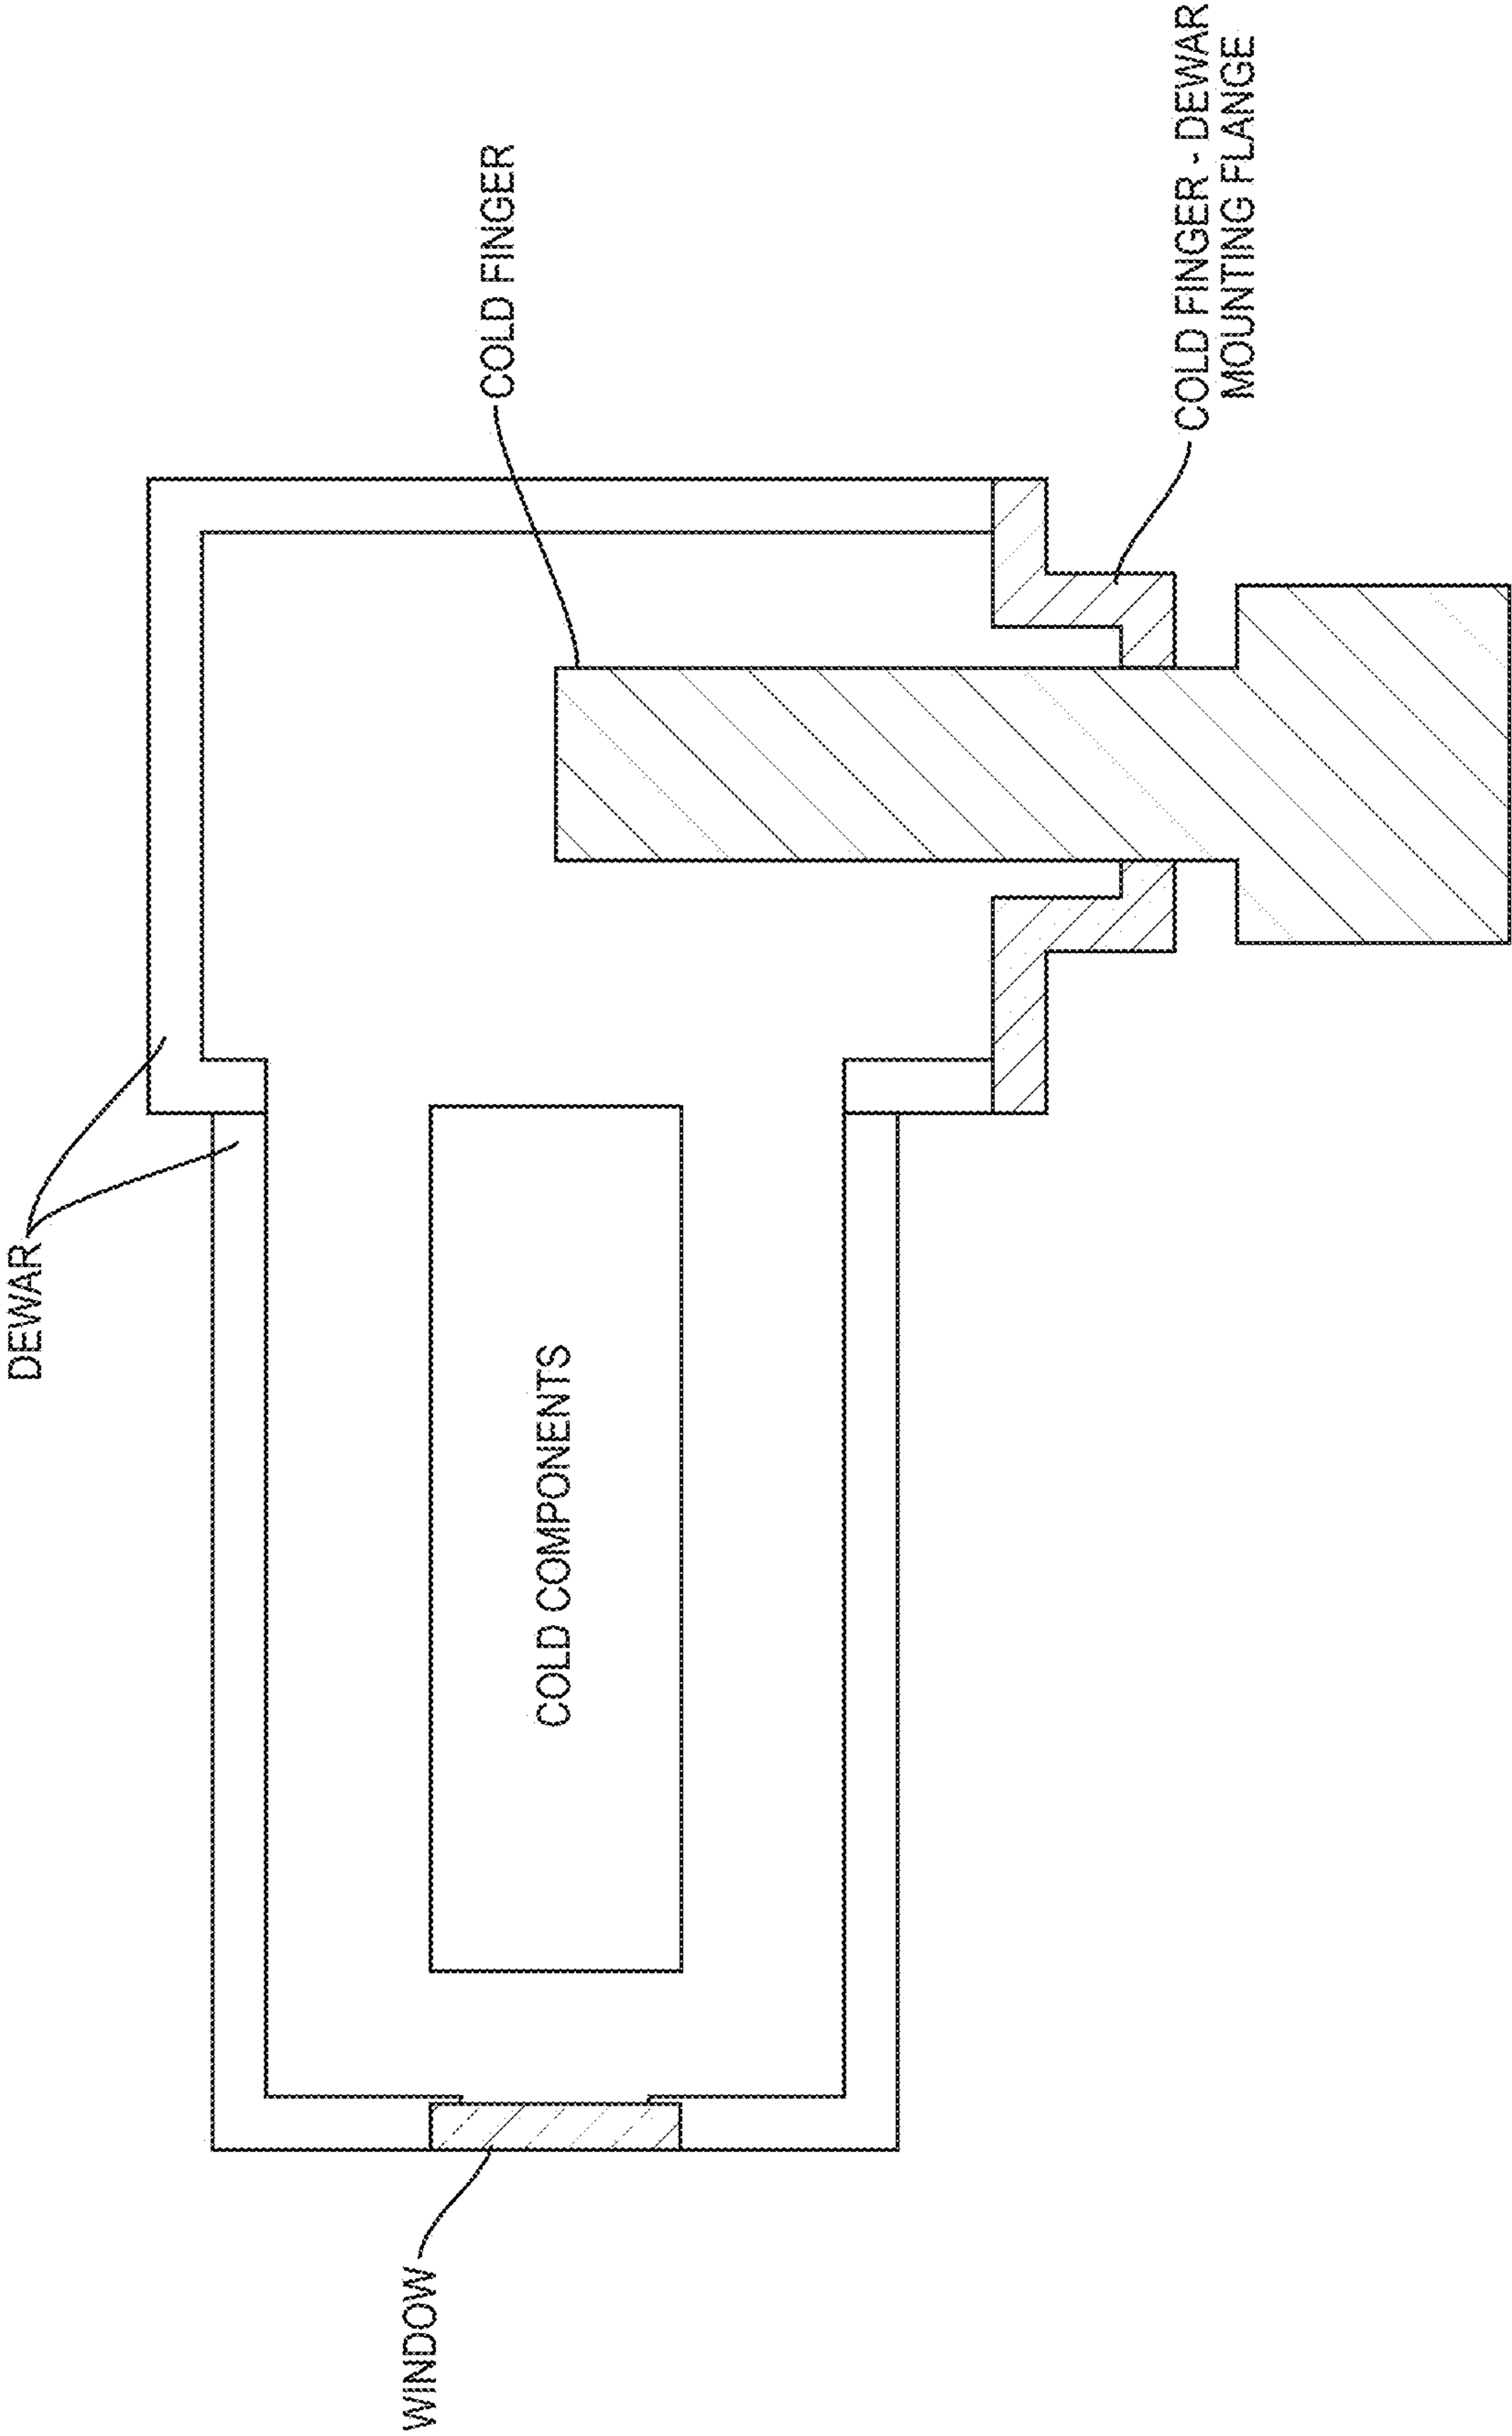 DEWAR
WINDOW
COLD COMPONENTS
COLD FINGER
COLD FINGER - DEWAR
MOUNTING FLANGE